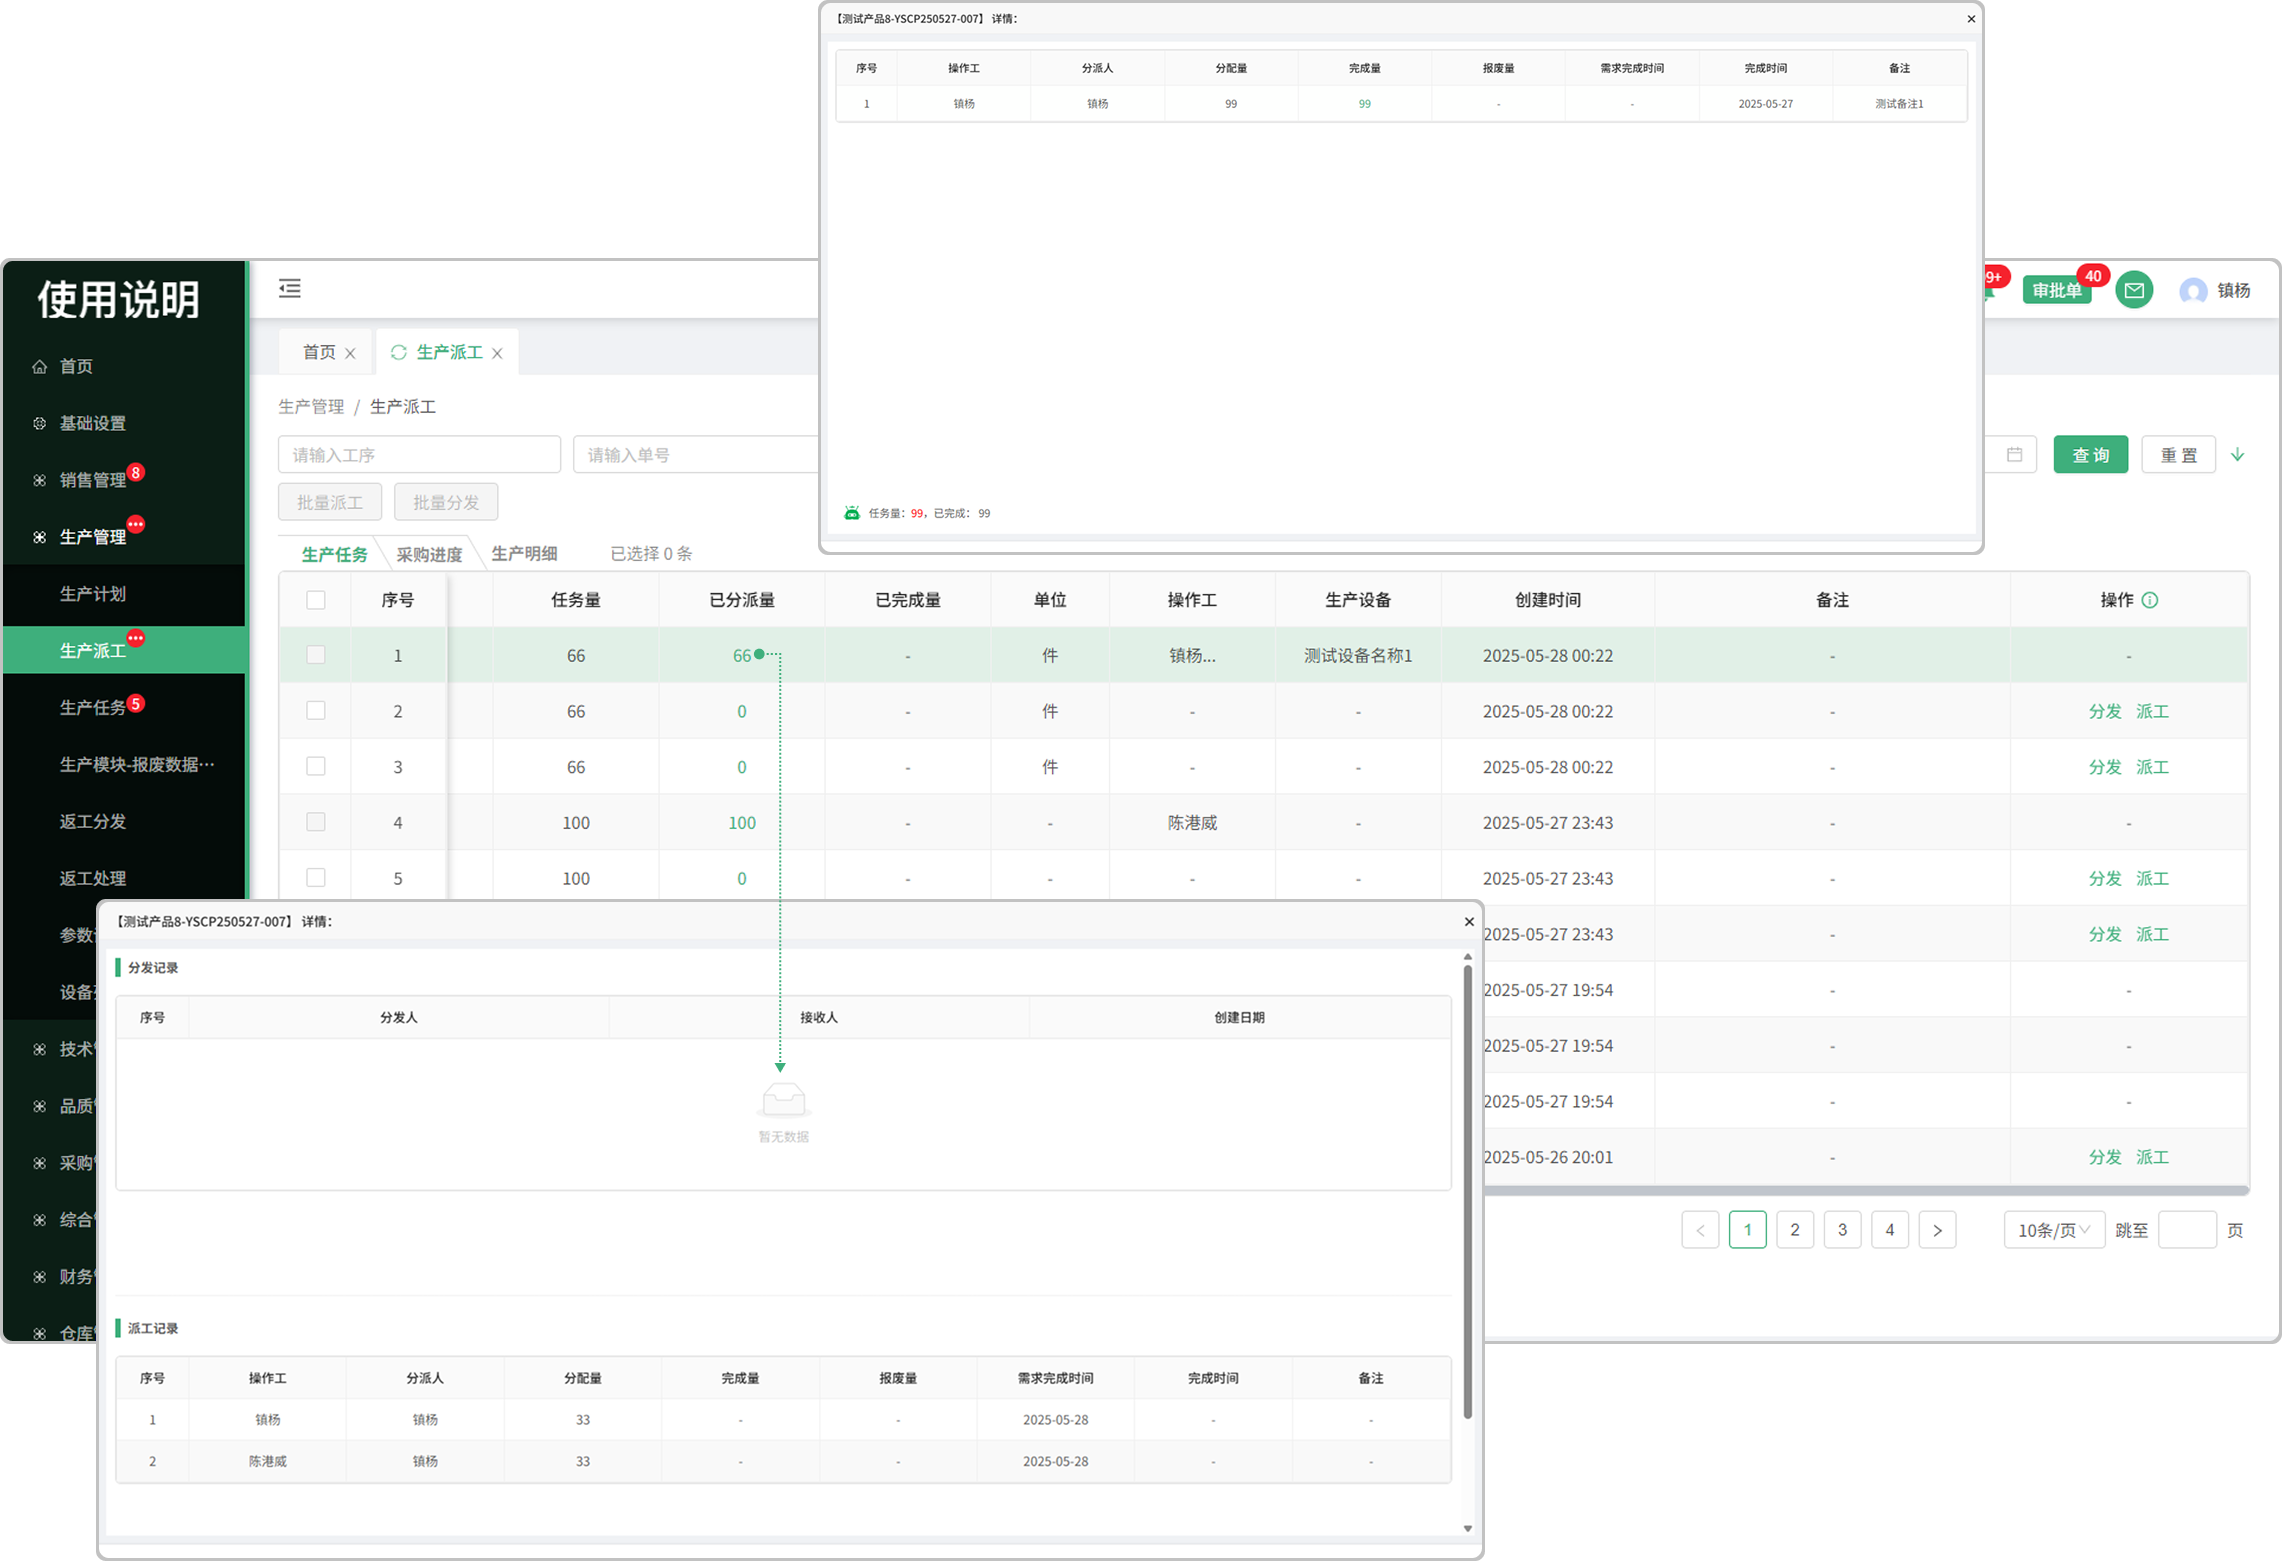 【测试产品8-YSCP250527-007】 详情：
序号 操作工 分派人 分配量 完成量 报废量 需求完成时间 完成时间 备注
1 镇杨 镇杨 99 99 - - 2025-05-27 测试备注1
任务量：99，已完成： 99
使用说明
9+ 审批单 40 镇杨
首页
基础设置
销售管理 8
生产管理
生产计划
生产派工
生产任务 5
生产模块-报废数据…
返工分发
返工处理
参数
设备
技术
品质
采购
综合
财务
仓库
首页 生产派工
生产管理 / 生产派工
请输入工序 请输入单号 查 询 重 置
批量派工 批量分发
生产任务 采购进度 生产明细 已选择 0 条
序号 任务量 已分派量 已完成量 单位 操作工 生产设备 创建时间 备注 操作
1 66 66 - 件 镇杨... 测试设备名称1 2025-05-28 00:22 - -
2 66 0 - 件 - - 2025-05-28 00:22 - 分发 派工
3 66 0 - 件 - - 2025-05-28 00:22 - 分发 派工
4 100 100 - - 陈港威 - 2025-05-27 23:43 - -
5 100 0 - - - - 2025-05-27 23:43 - 分发 派工
2025-05-27 23:43 - 分发 派工
2025-05-27 19:54 - -
2025-05-27 19:54 - -
2025-05-27 19:54 - -
2025-05-26 20:01 - 分发 派工
< 1 2 3 4 > 10条/页 跳至 页
【测试产品8-YSCP250527-007】 详情：
分发记录
序号 分发人 接收人 创建日期
暂无数据
派工记录
序号 操作工 分派人 分配量 完成量 报废量 需求完成时间 完成时间 备注
1 镇杨 镇杨 33 - - 2025-05-28 - -
2 陈港威 镇杨 33 - - 2025-05-28 - -